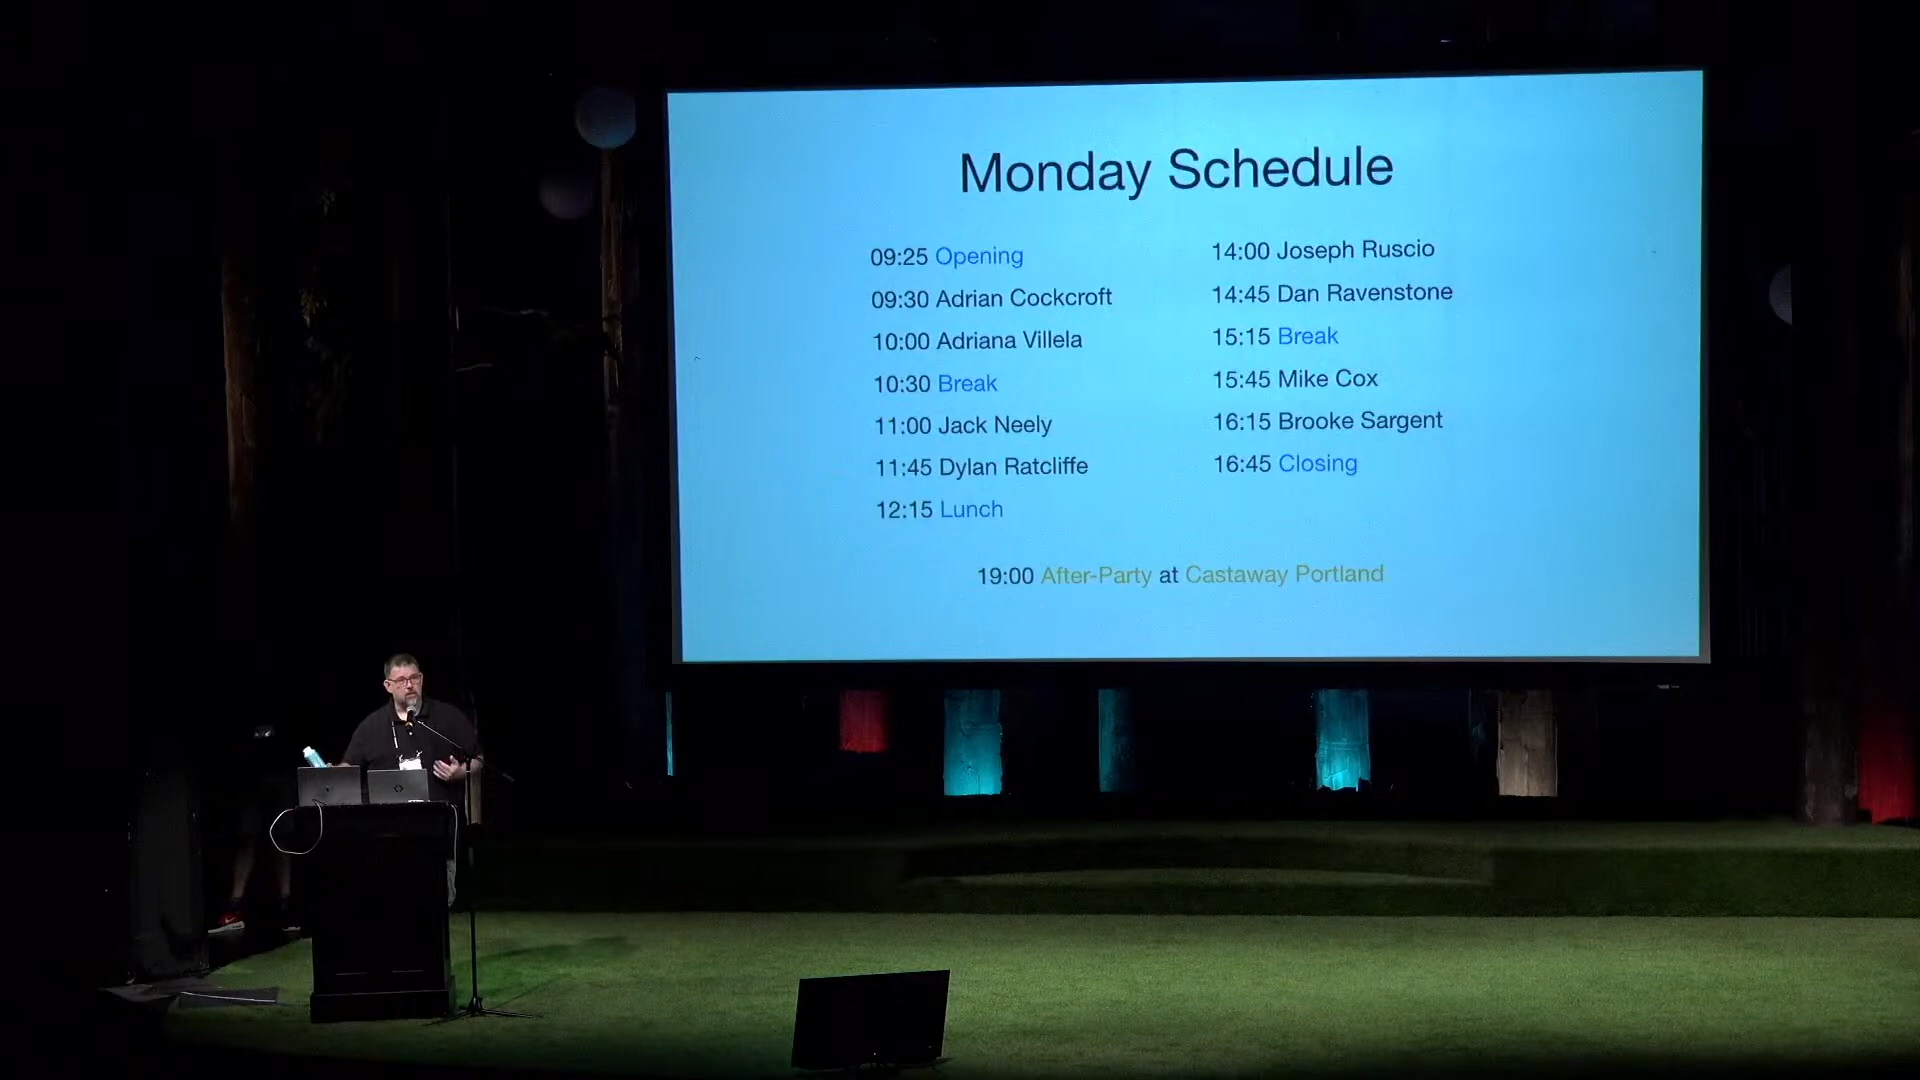 Monday Schedule
09:25 Opening
09:30 Adrian Cockcroft
10:00 Adriana Villela
10:30 Break
11:00 Jack Neely
11:45 Dylan Ratcliffe
12:15 Lunch
14:00 Joseph Ruscio
14:45 Dan Ravenstone
15:15 Break
15:45 Mike Cox
16:15 Brooke Sargent
16:45 Closing
19:00 After-Party at Castaway Portland